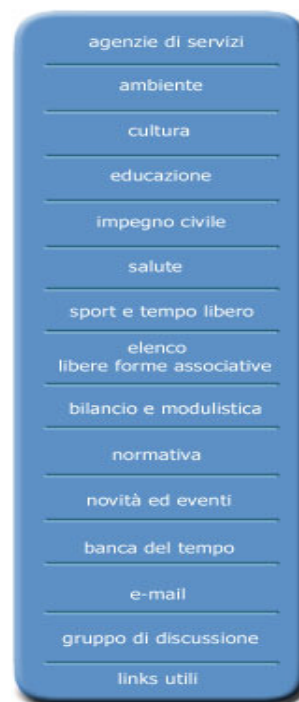 agenzie di servizi
ambiente
cultura
educazione
impegno civile
salute
sport e tempo libero
elenco
libere forme associative
bilancio e modulistica
normativa
novità ed eventi
banca del tempo
e-mail
gruppo di discussione
links utili